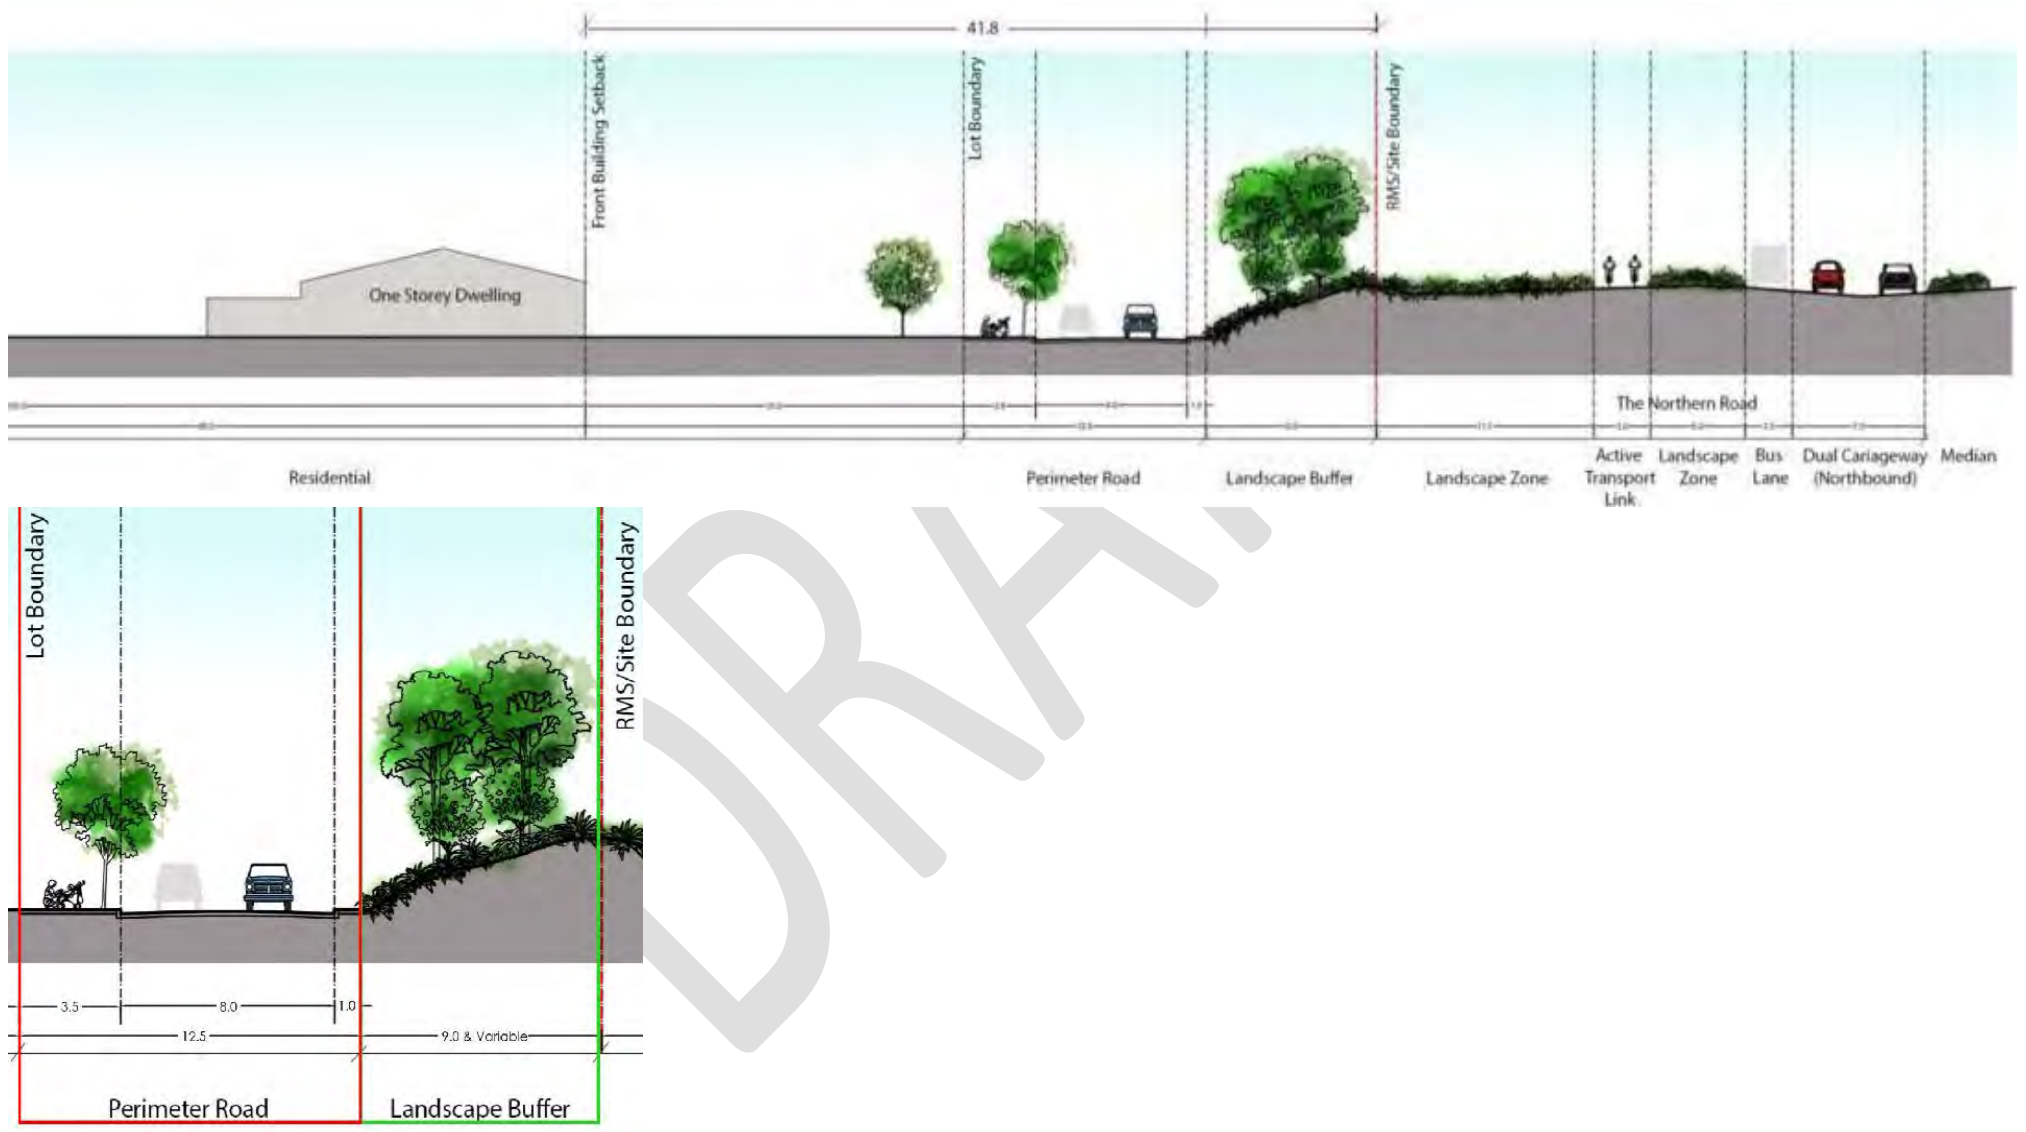 41.8
Front Building Setback
Lot Boundary
RMS/Site Boundary
One Storey Dwelling
The Northern Road
Residential
Perimeter Road
Landscape Buffer
Landscape Zone
Active
Transport
Link
Landscape
Zone
Bus
Lane
Dual Cariageway
(Northbound)
Median
Lot Boundary
RMS/Site Boundary
3.5
8.0
1.0
12.5
9.0 & Variable
Perimeter Road
Landscape Buffer